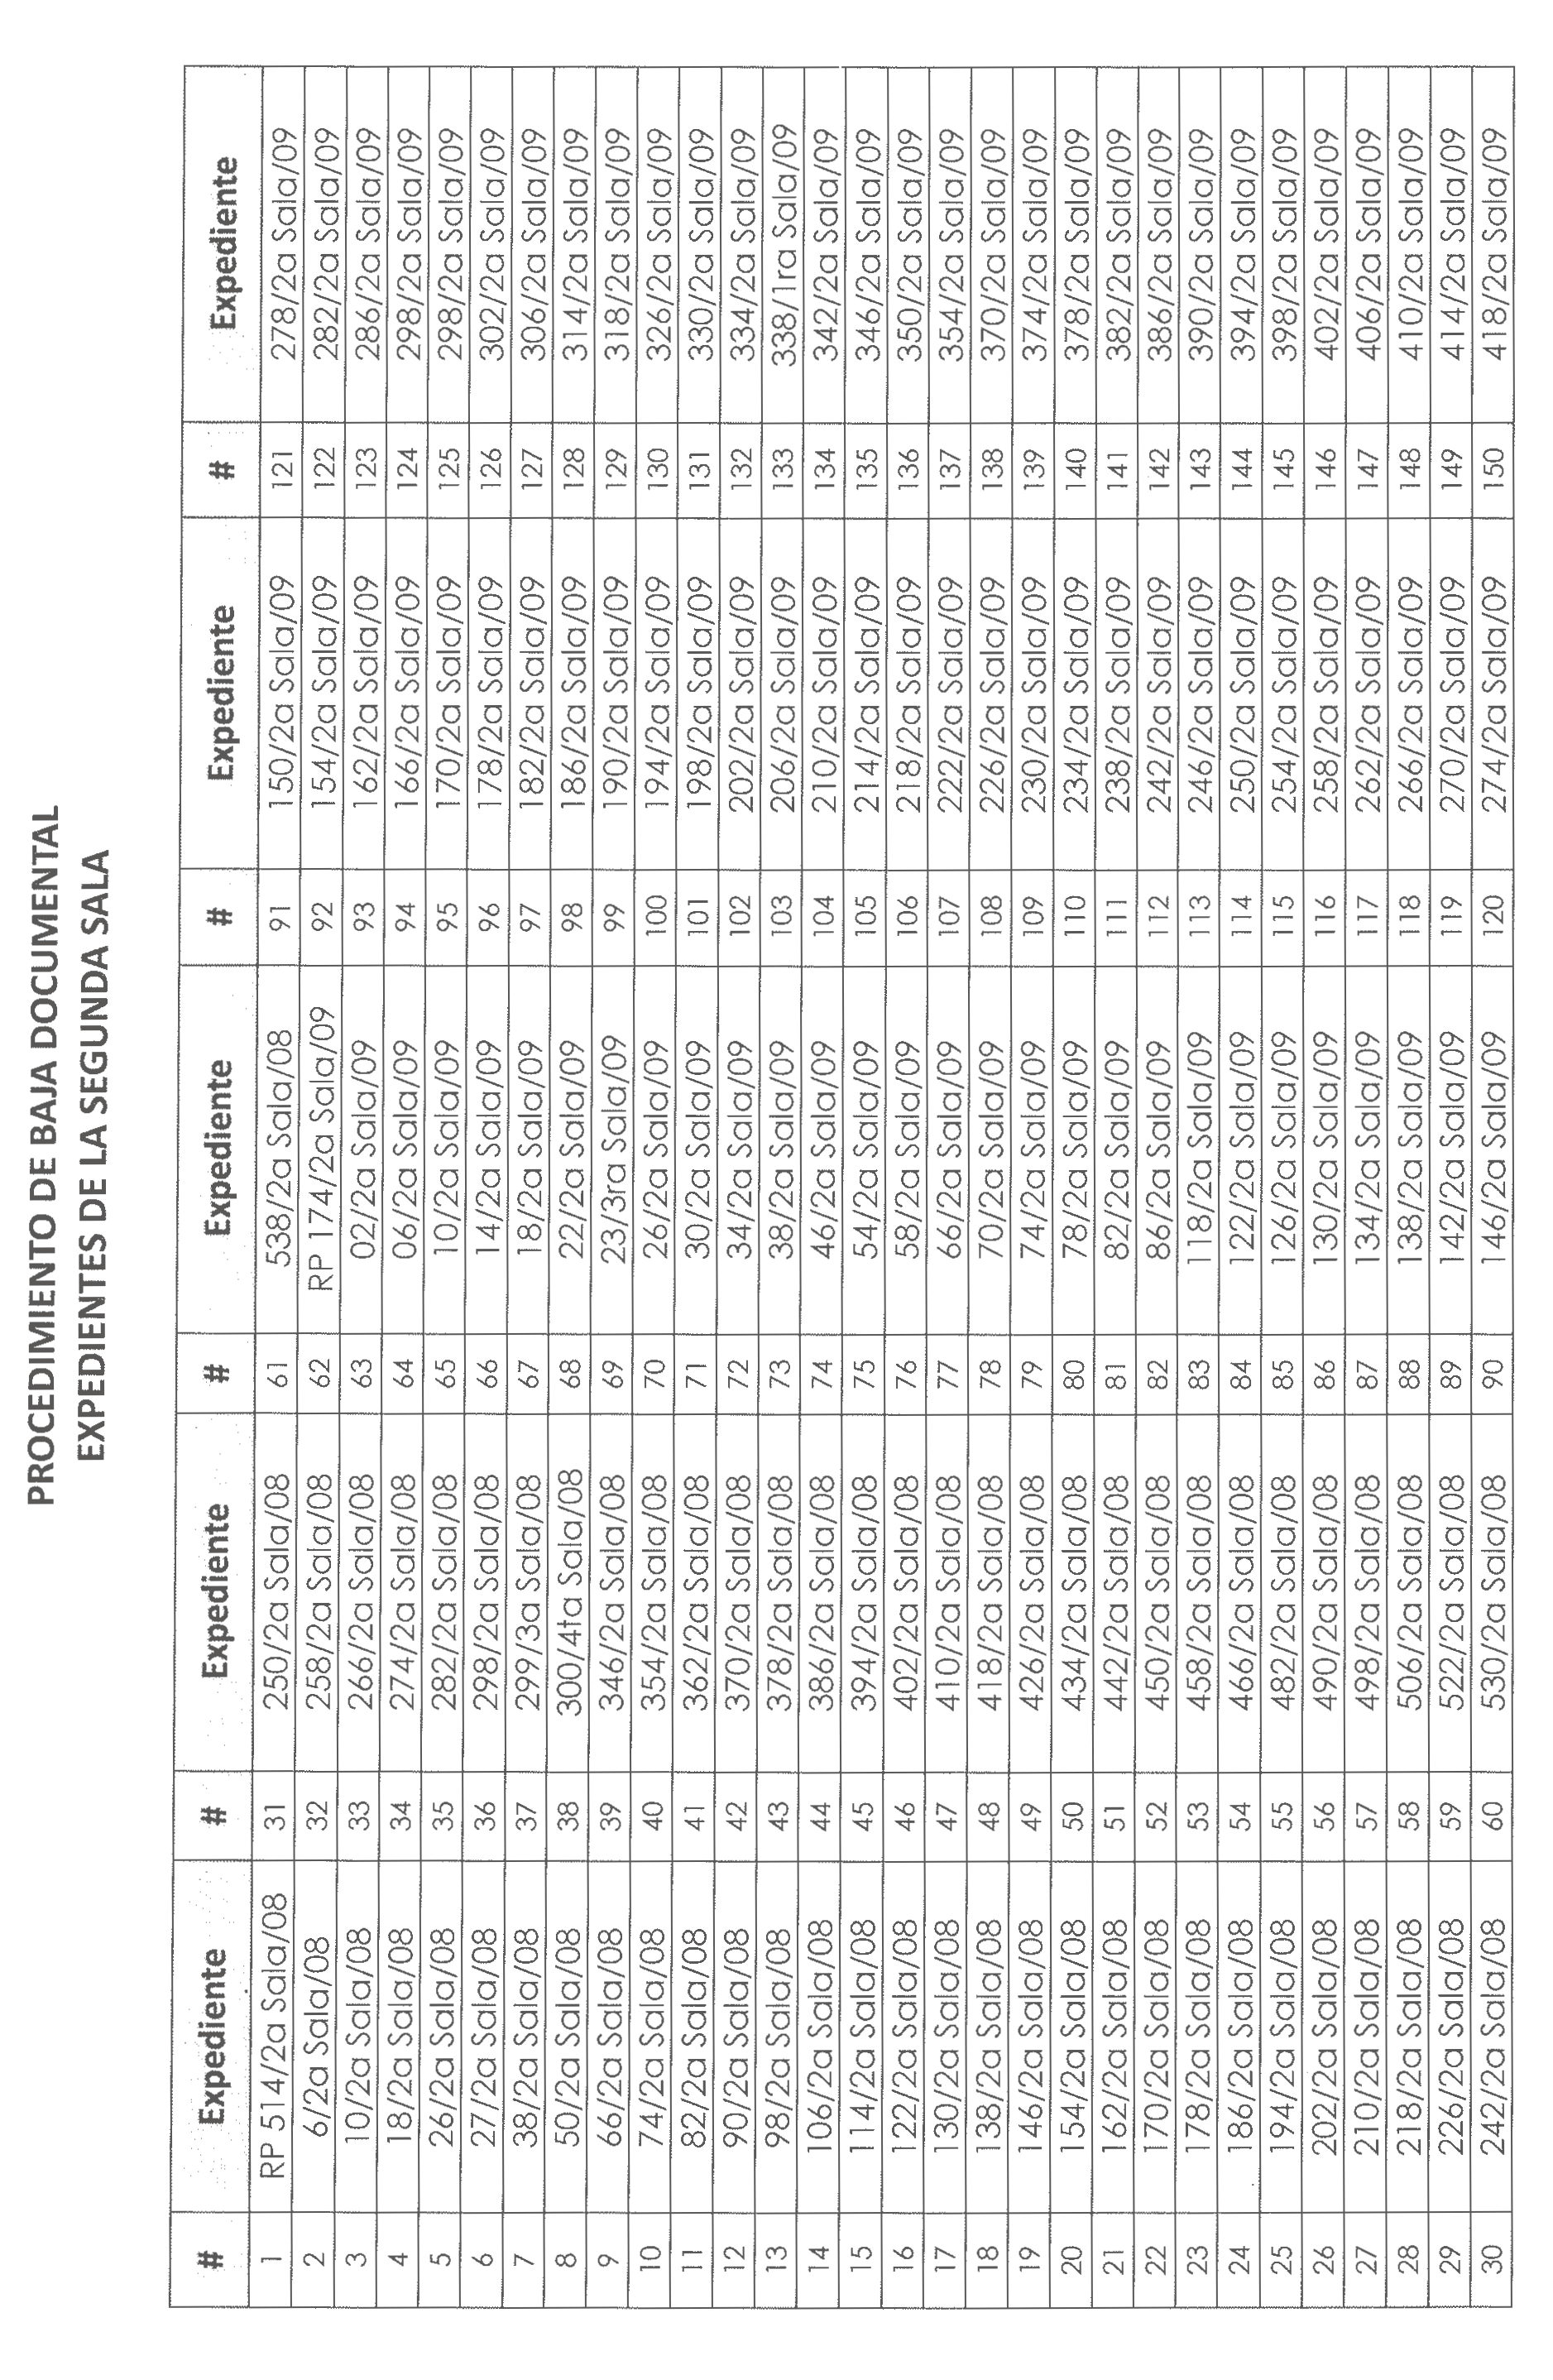 PROCEDIMIENTO DE BAJA DOCUMENTAL
EXPEDIENTES DE LA SEGUNDA SALA
# Expediente # Expediente # Expediente # Expediente # Expediente
1 RP 514/2a Sala/08 31 250/2a Sala/08 61 538/2a Sala/08 91 150/2a Sala/09 121 278/2a Sala/09
2 6/2a Sala/08 32 258/2a Sala/08 62 RP 174/2a Sala/09 92 154/2a Sala/09 122 282/2a Sala/09
3 10/2a Sala/08 33 266/2a Sala/08 63 02/2a Sala/09 93 162/2a Sala/09 123 286/2a Sala/09
4 18/2a Sala/08 34 274/2a Sala/08 64 06/2a Sala/09 94 166/2a Sala/09 124 298/2a Sala/09
5 26/2a Sala/08 35 282/2a Sala/08 65 10/2a Sala/09 95 170/2a Sala/09 125 298/2a Sala/09
6 27/2a Sala/08 36 298/2a Sala/08 66 14/2a Sala/09 96 178/2a Sala/09 126 302/2a Sala/09
7 38/2a Sala/08 37 299/3a Sala/08 67 18/2a Sala/09 97 182/2a Sala/09 127 306/2a Sala/09
8 50/2a Sala/08 38 300/4ta Sala/08 68 22/2a Sala/09 98 186/2a Sala/09 128 314/2a Sala/09
9 66/2a Sala/08 39 346/2a Sala/08 69 23/3ra Sala/09 99 190/2a Sala/09 129 318/2a Sala/09
10 74/2a Sala/08 40 354/2a Sala/08 70 26/2a Sala/09 100 194/2a Sala/09 130 326/2a Sala/09
11 82/2a Sala/08 41 362/2a Sala/08 71 30/2a Sala/09 101 198/2a Sala/09 131 330/2a Sala/09
12 90/2a Sala/08 42 370/2a Sala/08 72 34/2a Sala/09 102 202/2a Sala/09 132 334/2a Sala/09
13 98/2a Sala/08 43 378/2a Sala/08 73 38/2a Sala/09 103 206/2a Sala/09 133 338/1ra Sala/09
14 106/2a Sala/08 44 386/2a Sala/08 74 46/2a Sala/09 104 210/2a Sala/09 134 342/2a Sala/09
15 114/2a Sala/08 45 394/2a Sala/08 75 54/2a Sala/09 105 214/2a Sala/09 135 346/2a Sala/09
16 122/2a Sala/08 46 402/2a Sala/08 76 58/2a Sala/09 106 218/2a Sala/09 136 350/2a Sala/09
17 130/2a Sala/08 47 410/2a Sala/08 77 66/2a Sala/09 107 222/2a Sala/09 137 354/2a Sala/09
18 138/2a Sala/08 48 418/2a Sala/08 78 70/2a Sala/09 108 226/2a Sala/09 138 370/2a Sala/09
19 146/2a Sala/08 49 426/2a Sala/08 79 74/2a Sala/09 109 230/2a Sala/09 139 374/2a Sala/09
20 154/2a Sala/08 50 434/2a Sala/08 80 78/2a Sala/09 110 234/2a Sala/09 140 378/2a Sala/09
21 162/2a Sala/08 51 442/2a Sala/08 81 82/2a Sala/09 111 238/2a Sala/09 141 382/2a Sala/09
22 170/2a Sala/08 52 450/2a Sala/08 82 86/2a Sala/09 112 242/2a Sala/09 142 386/2a Sala/09
23 178/2a Sala/08 53 458/2a Sala/08 83 118/2a Sala/09 113 246/2a Sala/09 143 390/2a Sala/09
24 186/2a Sala/08 54 466/2a Sala/08 84 122/2a Sala/09 114 250/2a Sala/09 144 394/2a Sala/09
25 194/2a Sala/08 55 482/2a Sala/08 85 126/2a Sala/09 115 254/2a Sala/09 145 398/2a Sala/09
26 202/2a Sala/08 56 490/2a Sala/08 86 130/2a Sala/09 116 258/2a Sala/09 146 402/2a Sala/09
27 210/2a Sala/08 57 498/2a Sala/08 87 134/2a Sala/09 117 262/2a Sala/09 147 406/2a Sala/09
28 218/2a Sala/08 58 506/2a Sala/08 88 138/2a Sala/09 118 266/2a Sala/09 148 410/2a Sala/09
29 226/2a Sala/08 59 522/2a Sala/08 89 142/2a Sala/09 119 270/2a Sala/09 149 414/2a Sala/09
30 242/2a Sala/08 60 530/2a Sala/08 90 146/2a Sala/09 120 274/2a Sala/09 150 418/2a Sala/09